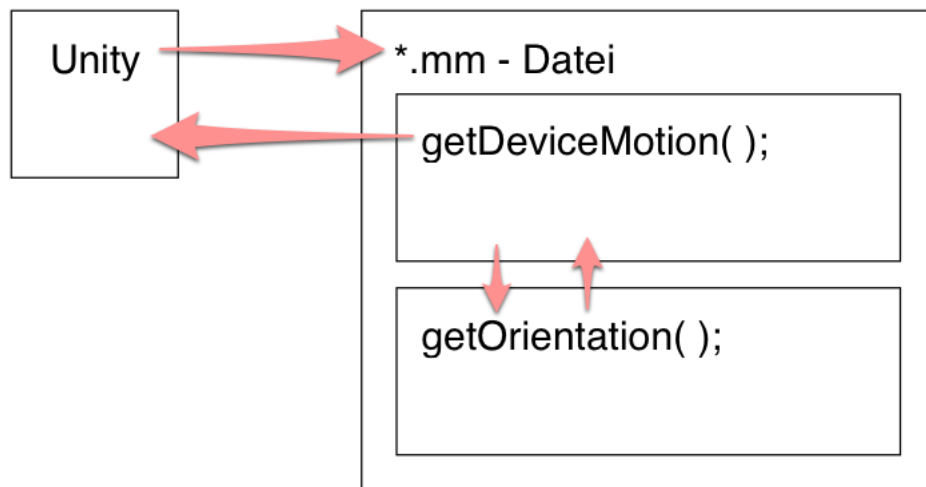 Unity
*.mm - Datei
getDeviceMotion( );
getOrientation( );